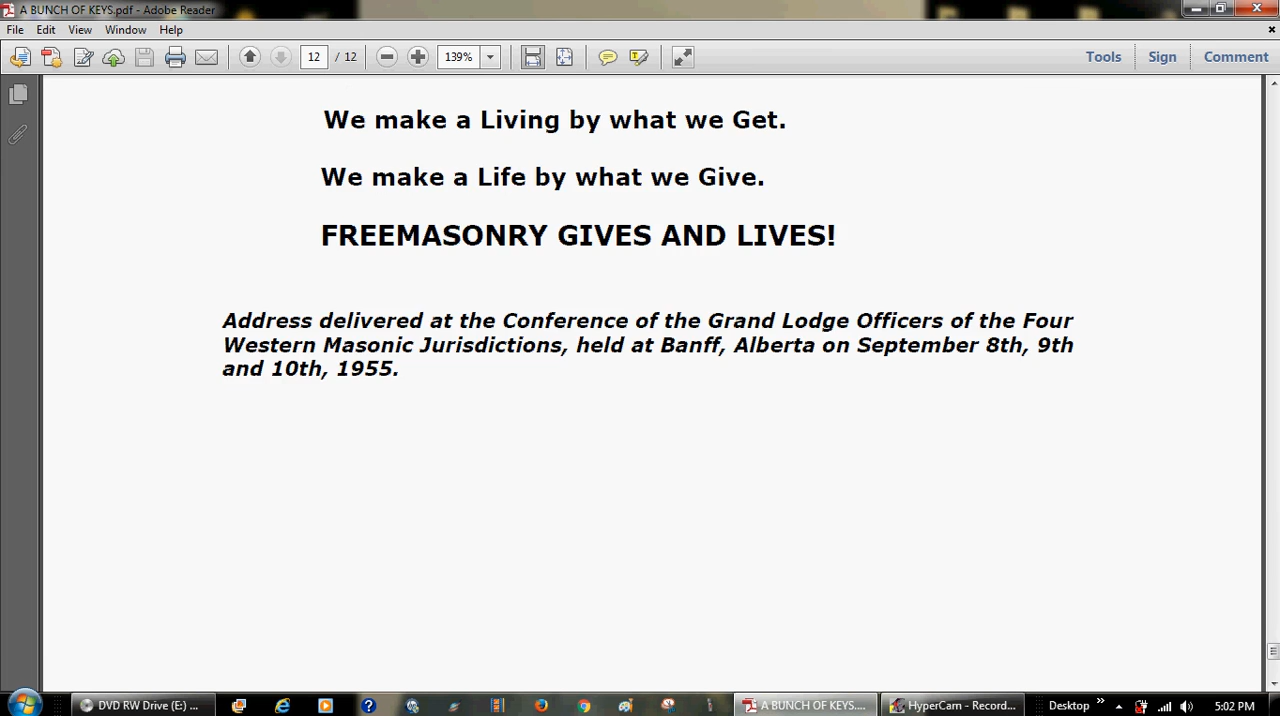 A BUNCH OF KEYS.pdf - Adobe Reader
File Edit View Window Help
12 / 12 139% Tools Sign Comment
We make a Living by what we Get.
We make a Life by what we Give.
FREEMASONRY GIVES AND LIVES!
Address delivered at the Conference of the Grand Lodge Officers of the Four
Western Masonic Jurisdictions, held at Banff, Alberta on September 8th, 9th
and 10th, 1955.
DVD RW Drive (E:) ... A BUNCH OF KEYS.... HyperCam - Record... Desktop 5:02 PM